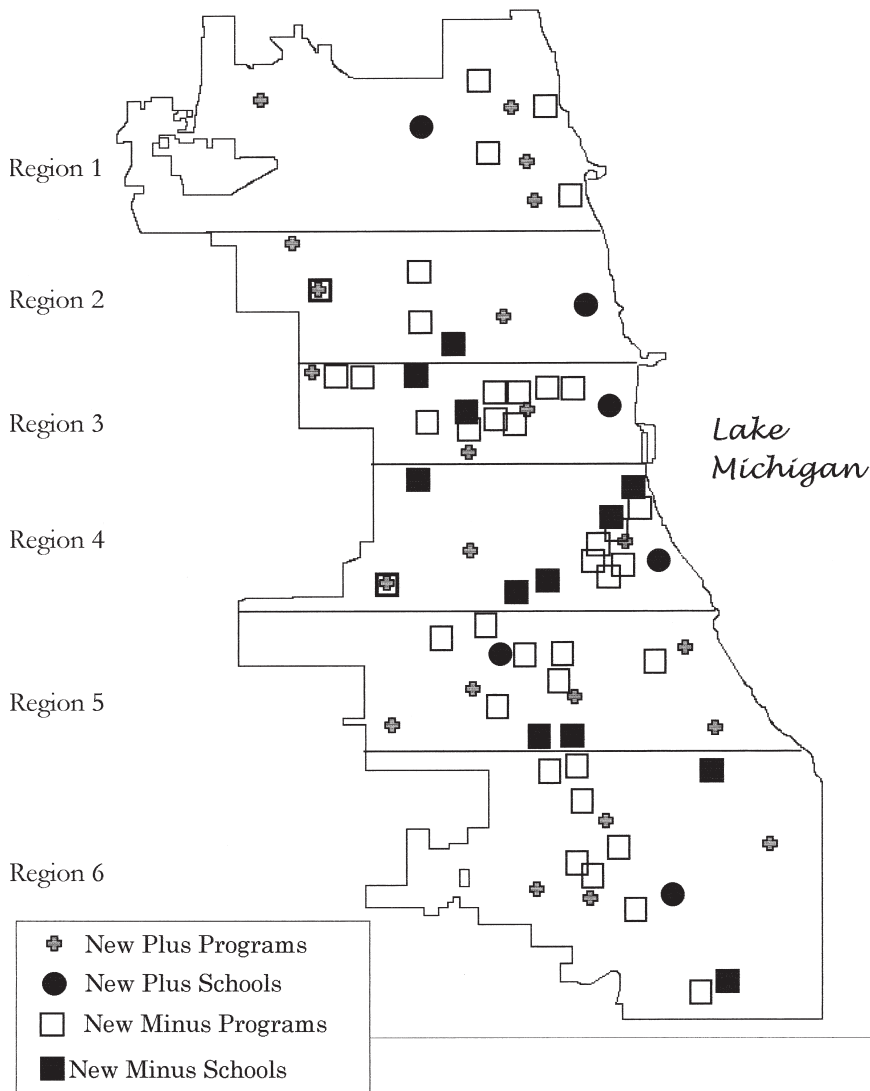 Region 1
Region 2
Region 3
Lake
Michigan
Region 4
Region 5
Region 6
New Plus Programs
New Plus Schools
New Minus Programs
New Minus Schools